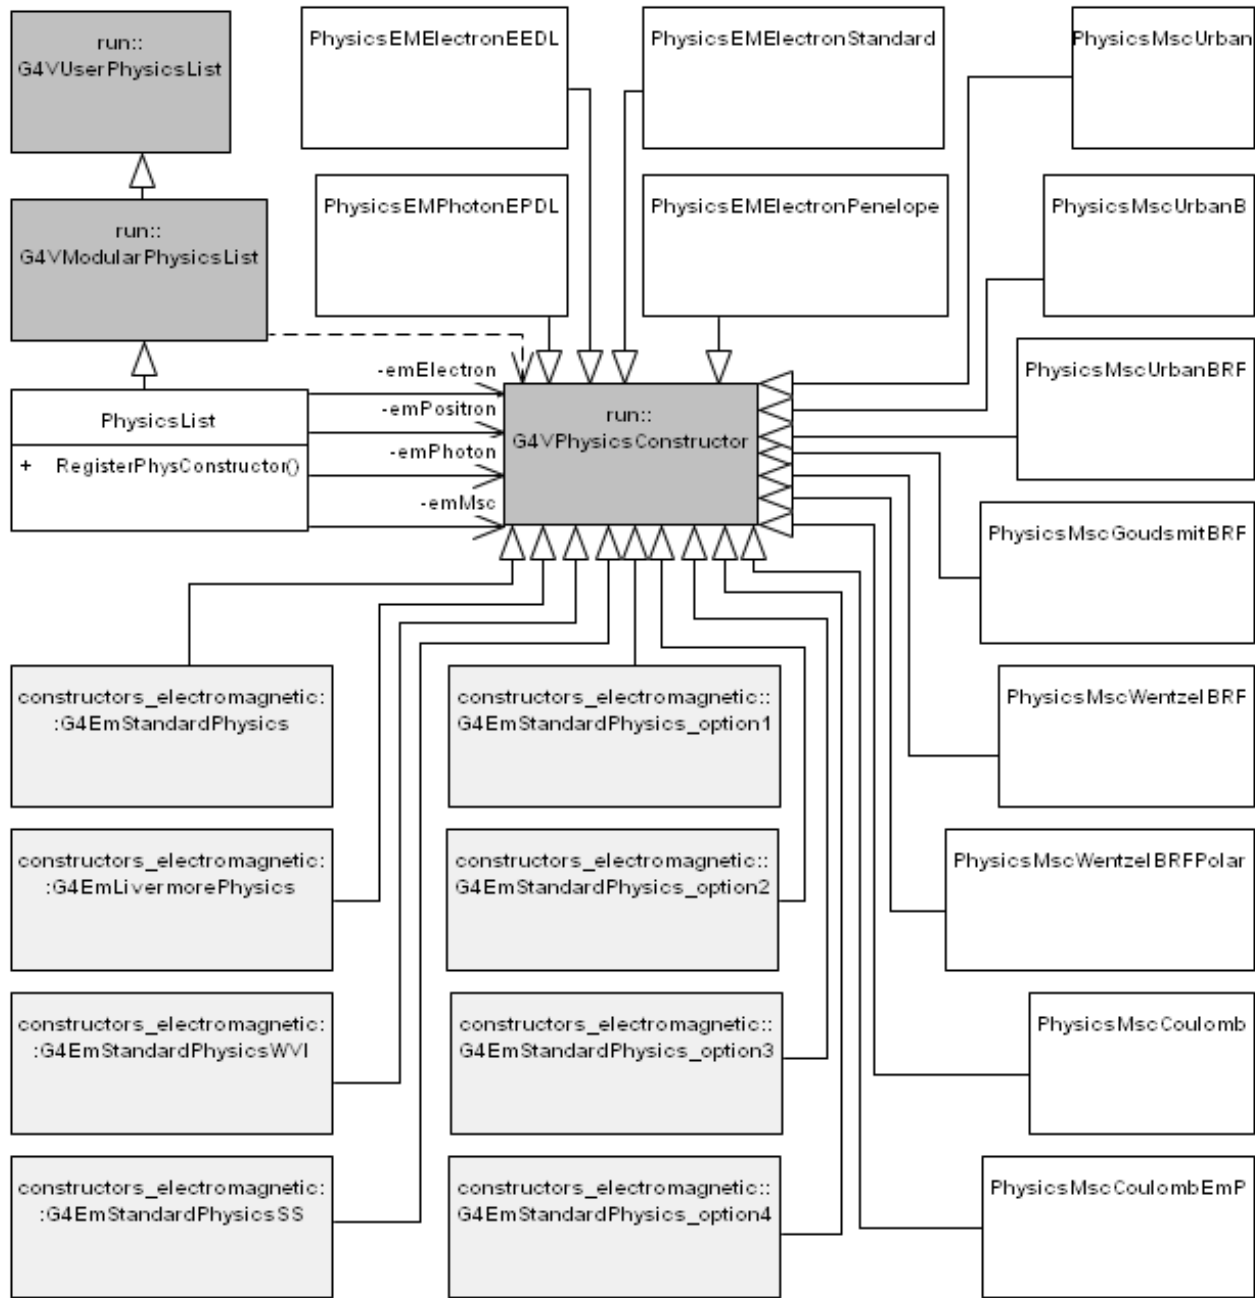 run::
G4VUserPhysicsList
PhysicsEMElectronEEDL
PhysicsEMElectronStandard
PhysicsMscUrban
run::
G4VModularPhysicsList
PhysicsEMPhotonEPDL
PhysicsEMElectronPenelope
PhysicsMscUrbanB
-emElectron
-emPositron
-emPhoton
-emMsc
PhysicsList
+ RegisterPhysConstructor()
run::
G4VPhysicsConstructor
PhysicsMscUrbanBRF
PhysicsMscGoudsmitBRF
constructors_electromagnetic:
:G4EmStandardPhysics
constructors_electromagnetic::
G4EmStandardPhysics_option1
PhysicsMscWentzelBRF
constructors_electromagnetic:
:G4EmLivermorePhysics
constructors_electromagnetic::
G4EmStandardPhysics_option2
PhysicsMscWentzelBRFPolar
constructors_electromagnetic:
:G4EmStandardPhysicsWVI
constructors_electromagnetic::
G4EmStandardPhysics_option3
PhysicsMscCoulomb
constructors_electromagnetic:
:G4EmStandardPhysicsSS
constructors_electromagnetic::
G4EmStandardPhysics_option4
PhysicsMscCoulombEmP